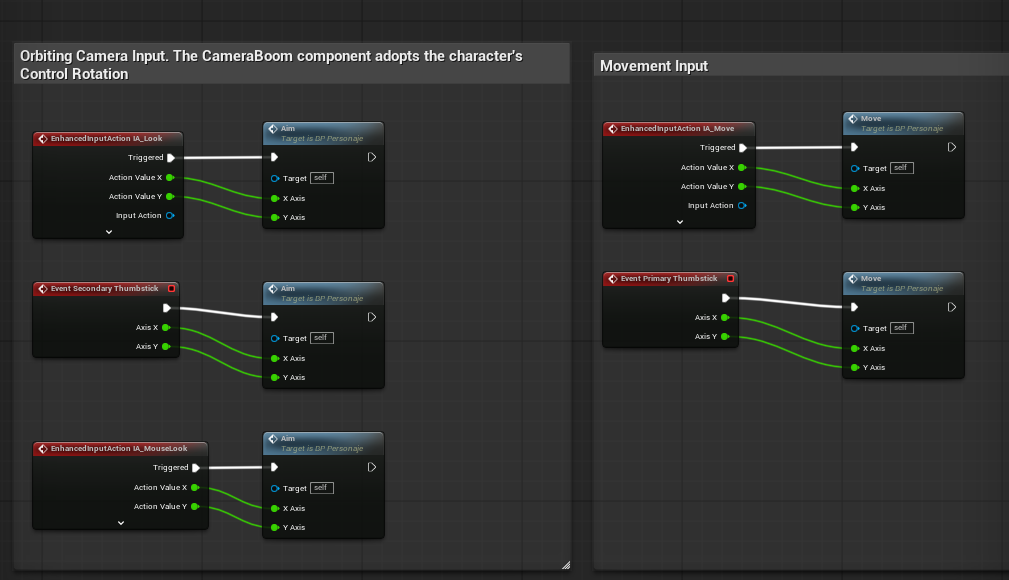 Orbiting Camera Input. The CameraBoom component adopts the character's
Control Rotation
EnhancedInputAction IA_Look
Triggered
Action Value X
Action Value Y
Input Action
Aim
Target is BP Personaje
Target self
X Axis
Y Axis
Event Secondary Thumbstick
Axis X
Axis Y
Aim
Target is BP Personaje
Target self
X Axis
Y Axis
EnhancedInputAction IA_MouseLook
Triggered
Action Value X
Action Value Y
Aim
Target is BP Personaje
Target self
X Axis
Y Axis
Movement Input
EnhancedInputAction IA_Move
Triggered
Action Value X
Action Value Y
Input Action
Move
Target is BP Personaje
Target self
X Axis
Y Axis
Event Primary Thumbstick
Axis X
Axis Y
Move
Target is BP Personaje
Target self
X Axis
Y Axis